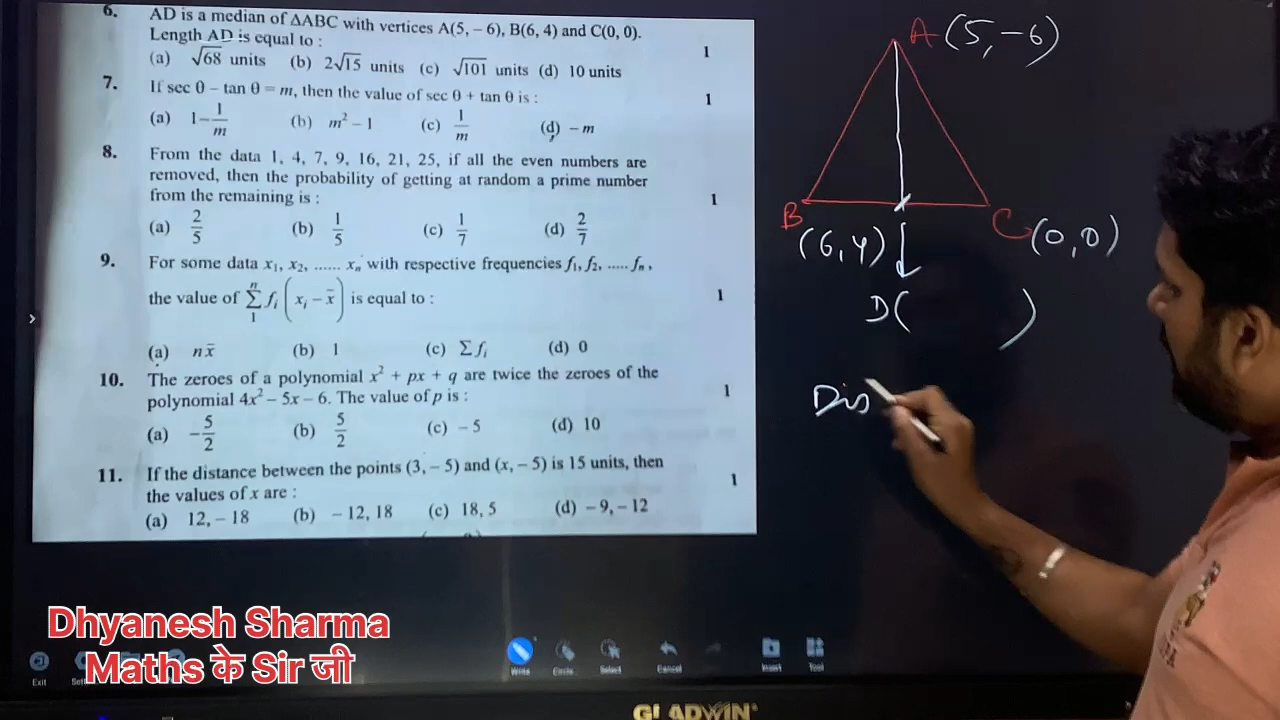 6. AD is a median of ΔABC with vertices A(5, – 6), B(6, 4) and C(0, 0).
Length AD is equal to : 1
(a) √68 units (b) 2√15 units (c) √101 units (d) 10 units
7. If sec θ – tan θ = m, then the value of sec θ + tan θ is : 1
(a) 1 – 1/m (b) m² – 1 (c) 1/m (d) – m
8. From the data 1, 4, 7, 9, 16, 21, 25, if all the even numbers are
removed, then the probability of getting at random a prime number
from the remaining is : 1
(a) 2/5 (b) 1/5 (c) 1/7 (d) 2/7
9. For some data x₁, x₂, ...... xₙ with respective frequencies f₁, f₂, ..... fₙ,
the value of Σ₁ⁿ fᵢ (xᵢ – x̄) is equal to : 1
(a) nx̄ (b) 1 (c) Σfᵢ (d) 0
10. The zeroes of a polynomial x² + px + q are twice the zeroes of the
polynomial 4x² – 5x – 6. The value of p is : 1
(a) – 5/2 (b) 5/2 (c) – 5 (d) 10
11. If the distance between the points (3, – 5) and (x, – 5) is 15 units, then
the values of x are : 1
(a) 12, – 18 (b) – 12, 18 (c) 18, 5 (d) – 9, – 12
A (5, -6)
B C
(6, 4) (0, 0)
D( )
Dis
Dhyanesh Sharma
Maths के Sir जी
Exit Write Circle Select Cancel Insert Tool